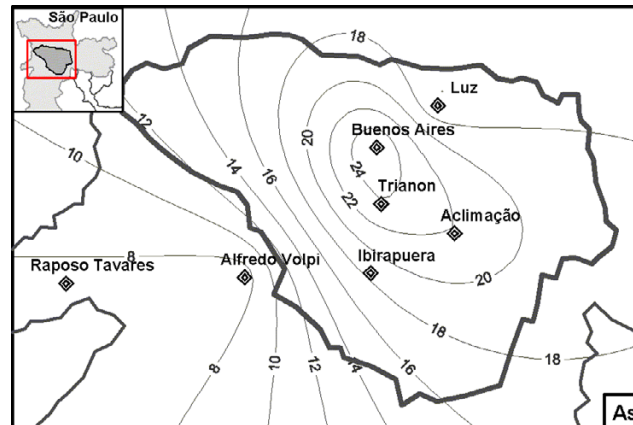 São Paulo
18
Luz
12
20
Buenos Aires
10
14
16
24
Trianon
22
Aclimação
8
Raposo Tavares
Alfredo Volpi
Ibirapuera
20
18
8
10
12
14
16
18
As